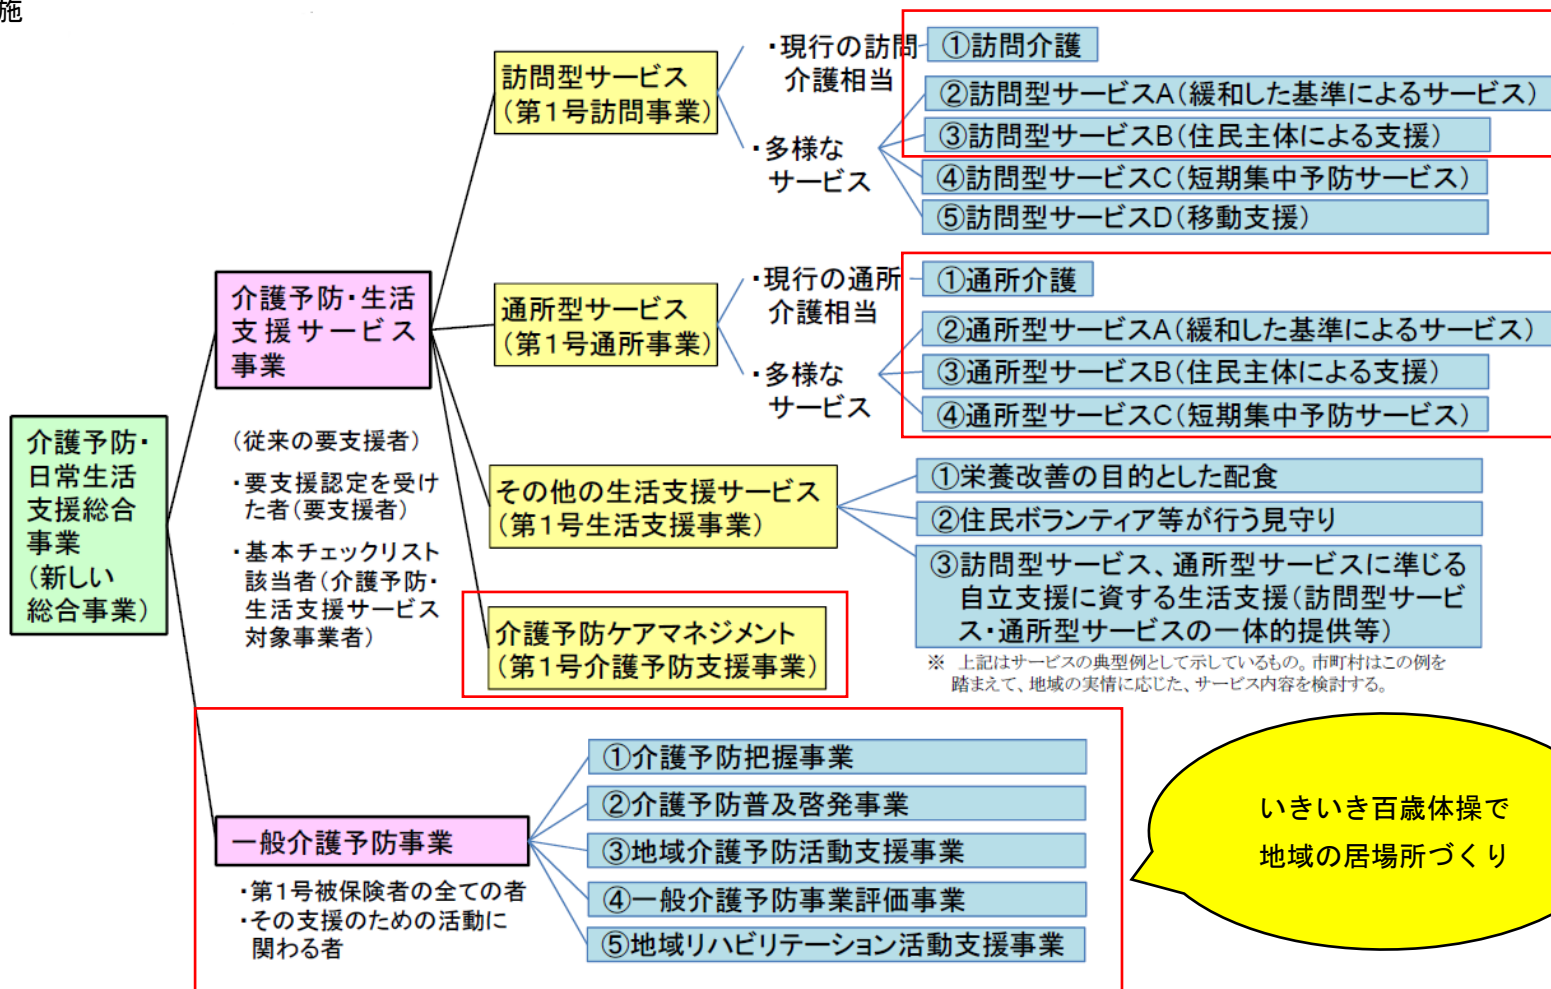 施
介護予防・
日常生活
支援総合
事業
（新しい
総合事業）
介護予防・生活
支援サービス
事業
（従来の要支援者）
・要支援認定を受け
た者（要支援者）
・基本チェックリスト
該当者（介護予防・
生活支援サービス
対象事業者）
訪問型サービス
（第１号訪問事業）
・現行の訪問
介護相当
①訪問介護
・多様な
サービス
②訪問型サービスA（緩和した基準によるサービス）
③訪問型サービスB（住民主体による支援）
④訪問型サービスC（短期集中予防サービス）
⑤訪問型サービスD（移動支援）
通所型サービス
（第１号通所事業）
・現行の通所
介護相当
①通所介護
・多様な
サービス
②通所型サービスA（緩和した基準によるサービス）
③通所型サービスB（住民主体による支援）
④通所型サービスC（短期集中予防サービス）
その他の生活支援サービス
（第１号生活支援事業）
①栄養改善の目的とした配食
②住民ボランティア等が行う見守り
③訪問型サービス、通所型サービスに準じる
自立支援に資する生活支援（訪問型サービ
ス・通所型サービスの一体的提供等）
※　上記はサービスの典型例として示しているもの。市町村はこの例を
踏まえて、地域の実情に応じた、サービス内容を検討する。
介護予防ケアマネジメント
（第１号介護予防支援事業）
一般介護予防事業
・第１号被保険者の全ての者
・その支援のための活動に
関わる者
①介護予防把握事業
②介護予防普及啓発事業
③地域介護予防活動支援事業
④一般介護予防事業評価事業
⑤地域リハビリテーション活動支援事業
いきいき百歳体操で
地域の居場所づくり